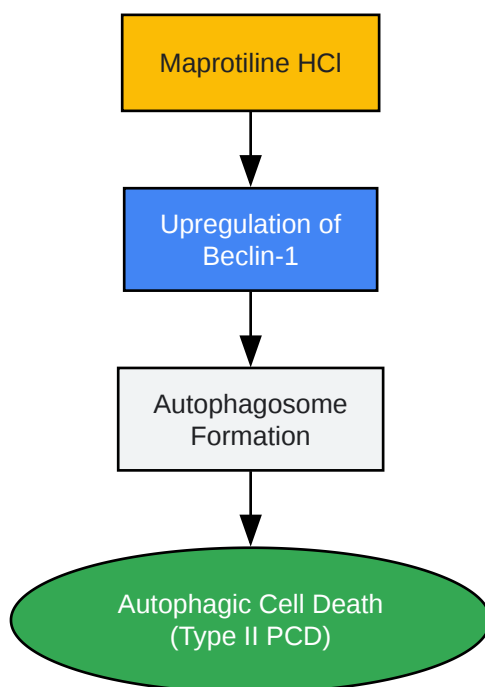 Maprotiline HCl
Upregulation of
Beclin-1
Autophagosome
Formation
Autophagic Cell Death
(Type II PCD)